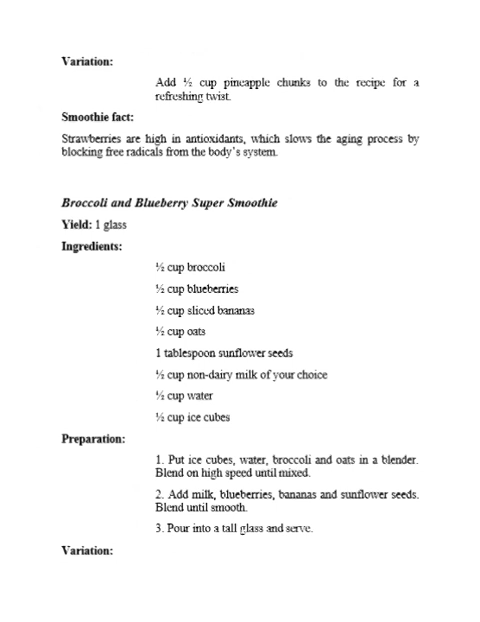 Variation:
Add ½ cup pineapple chunks to the recipe for a
refreshing twist.
Smoothie fact:
Strawberries are high in antioxidants, which slows the aging process by
blocking free radicals from the body's system.
Broccoli and Blueberry Super Smoothie
Yield: 1 glass
Ingredients:
½ cup broccoli
½ cup blueberries
½ cup sliced bananas
½ cup oats
1 tablespoon sunflower seeds
½ cup non-dairy milk of your choice
½ cup water
½ cup ice cubes
Preparation:
1. Put ice cubes, water, broccoli and oats in a blender.
Blend on high speed until mixed.
2. Add milk, blueberries, bananas and sunflower seeds.
Blend until smooth.
3. Pour into a tall glass and serve.
Variation: